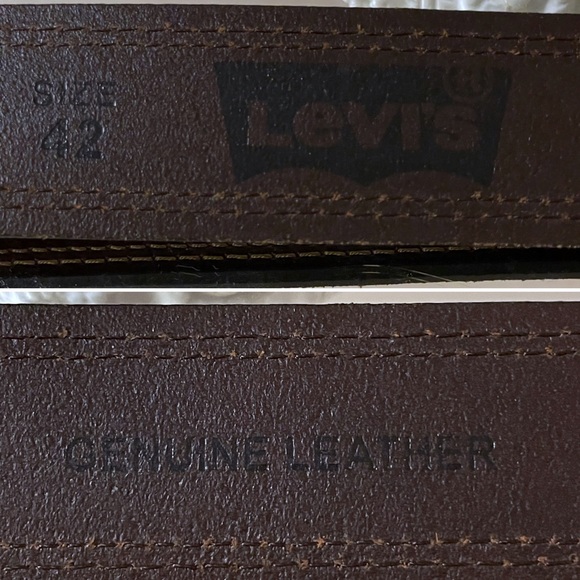 SIZE
42
Levi's ®
GENUINE LEATHER